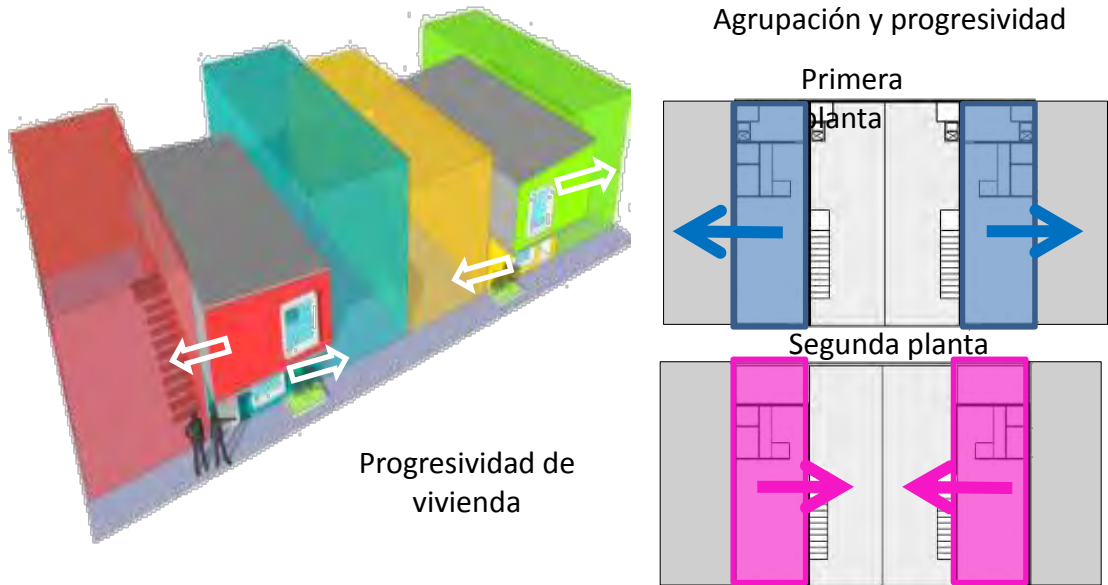 Agrupación y progresividad
Primera
planta
Segunda planta
Progresividad de
vivienda